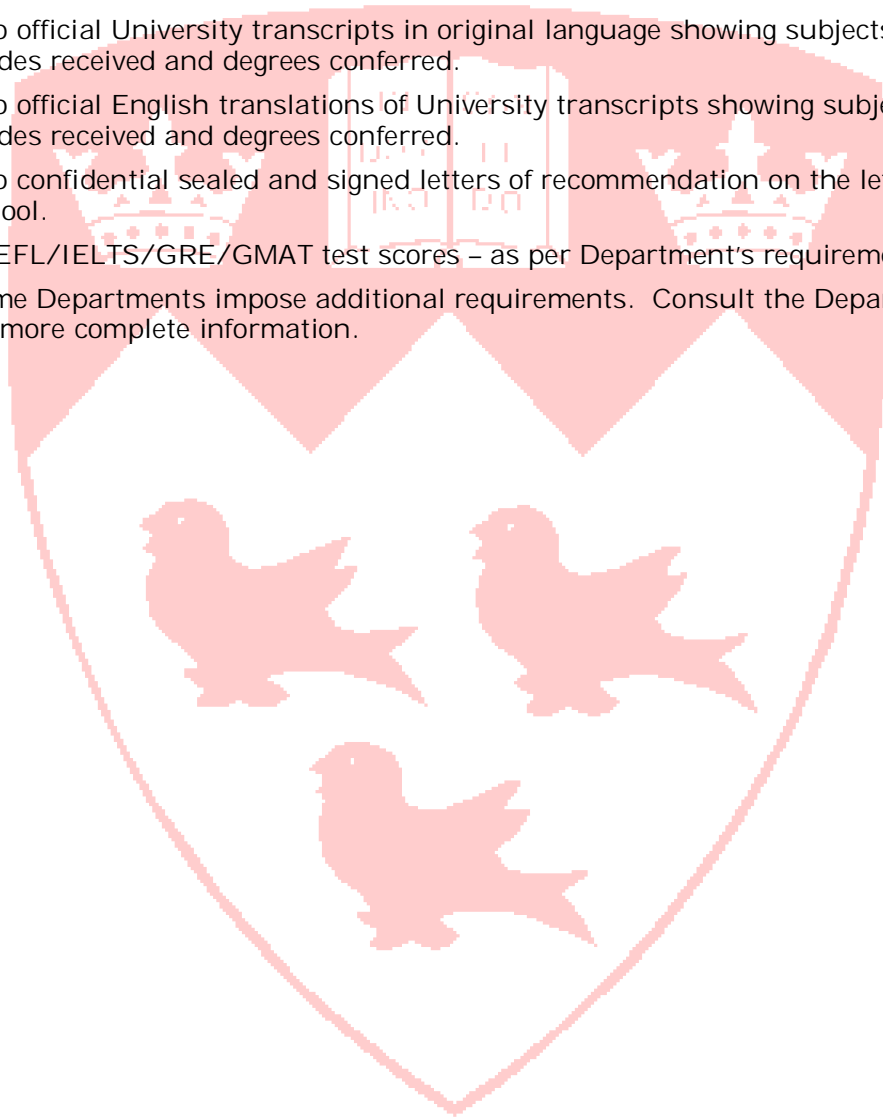 o official University transcripts in original language showing subjects
des received and degrees conferred.
o official English translations of University transcripts showing subje
des received and degrees conferred.
o confidential sealed and signed letters of recommendation on the le
ool.
EFL/IELTS/GRE/GMAT test scores – as per Department's requireme
me Departments impose additional requirements. Consult the Depa
more complete information.